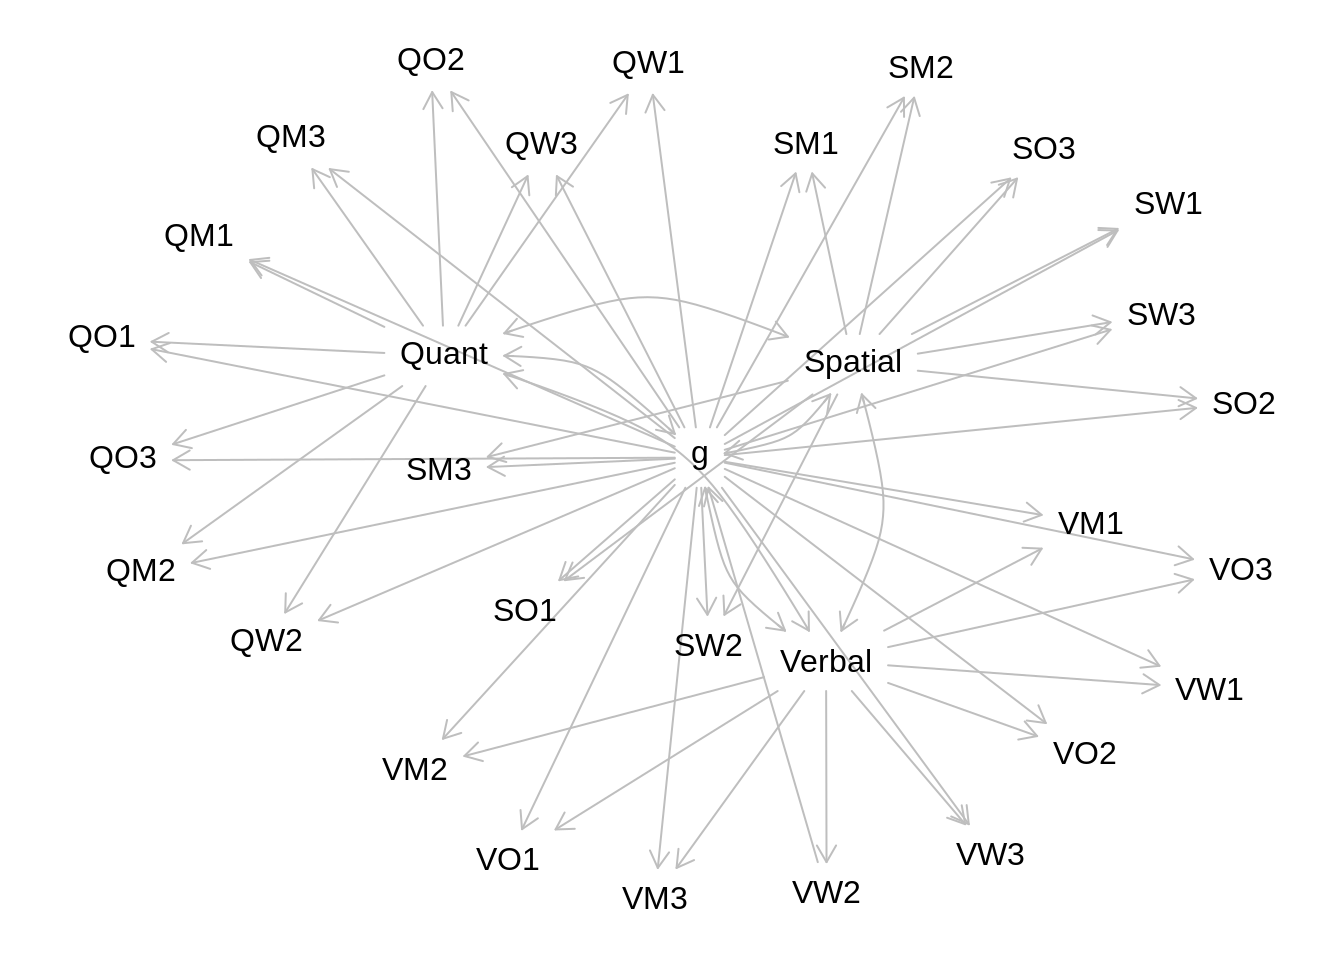 QO2
QW1
SM2
QM3
QW3
SM1
SO3
SW1
QM1
SW3
QO1
Quant
Spatial
SO2
g
QO3
SM3
VM1
QM2
VO3
SO1
QW2
SW2
Verbal
VW1
VO2
VM2
VW3
VO1
VW2
VM3